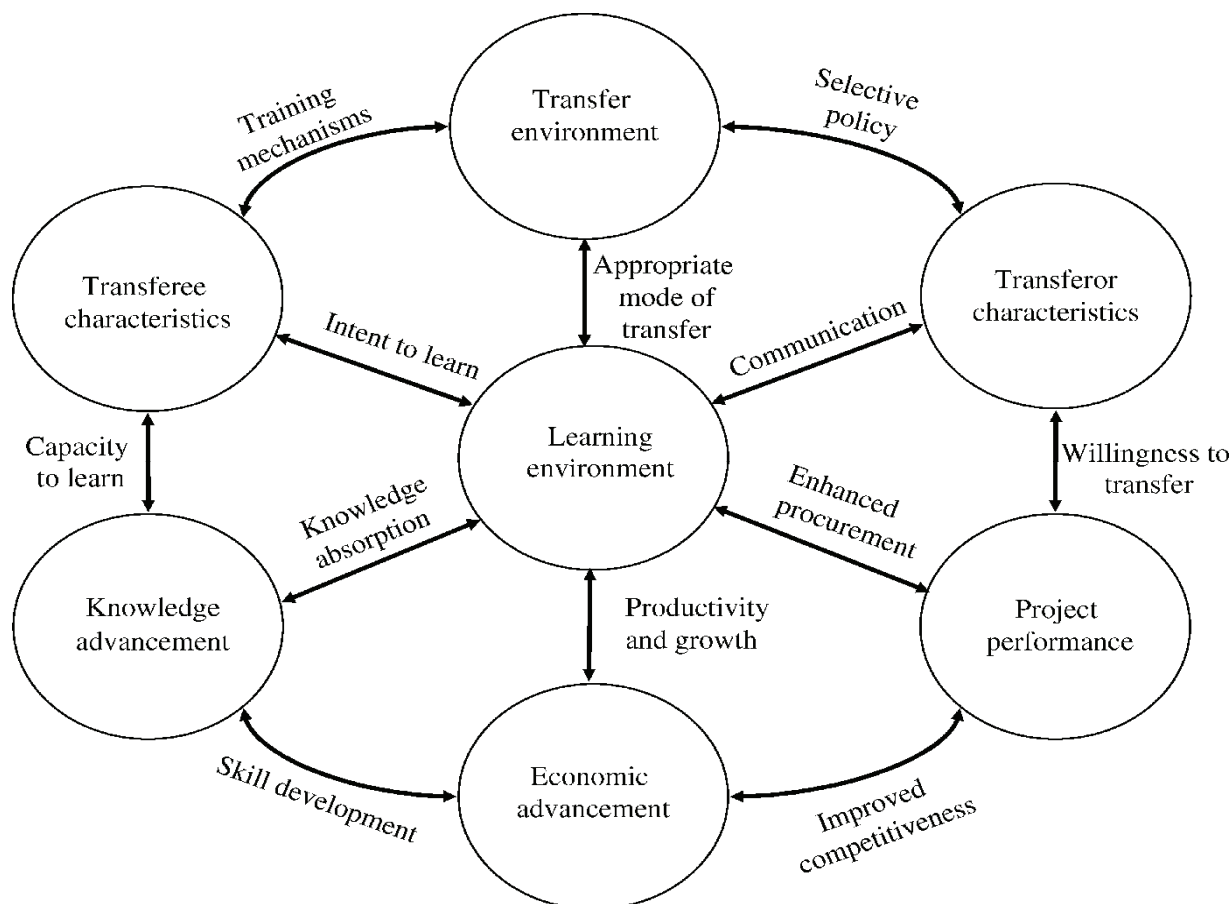 Transfer
environment
Training
mechanisms
Selective
policy
Transferee
characteristics
Appropriate
mode of
transfer
Transferor
characteristics
Intent to learn
Communication
Capacity
to learn
Learning
environment
Willingness to
transfer
Knowledge
absorption
Enhanced
procurement
Knowledge
advancement
Productivity
and growth
Project
performance
Skill development
Economic
advancement
Improved
competitiveness